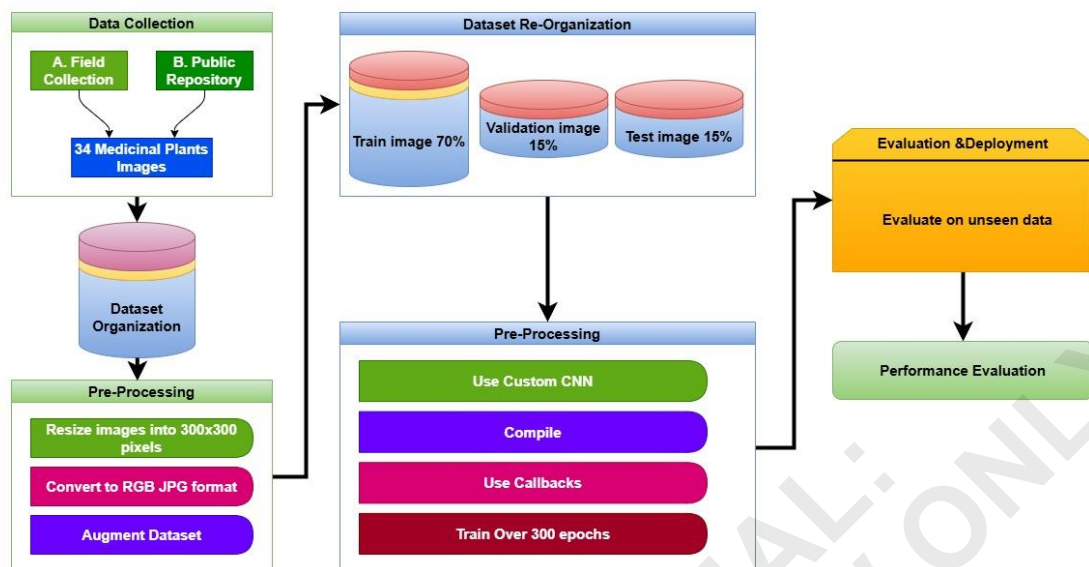 Data Collection
A. Field
Collection
B. Public
Repository
34 Medicinal Plants
Images
Dataset
Organization
Pre-Processing
Resize images into 300x300
pixels
Convert to RGB JPG format
Augment Dataset
Dataset Re-Organization
Train image 70%
Validation image
15%
Test image 15%
Pre-Processing
Use Custom CNN
Compile
Use Callbacks
Train Over 300 epochs
Evaluation &Deployment
Evaluate on unseen data
Performance Evaluation